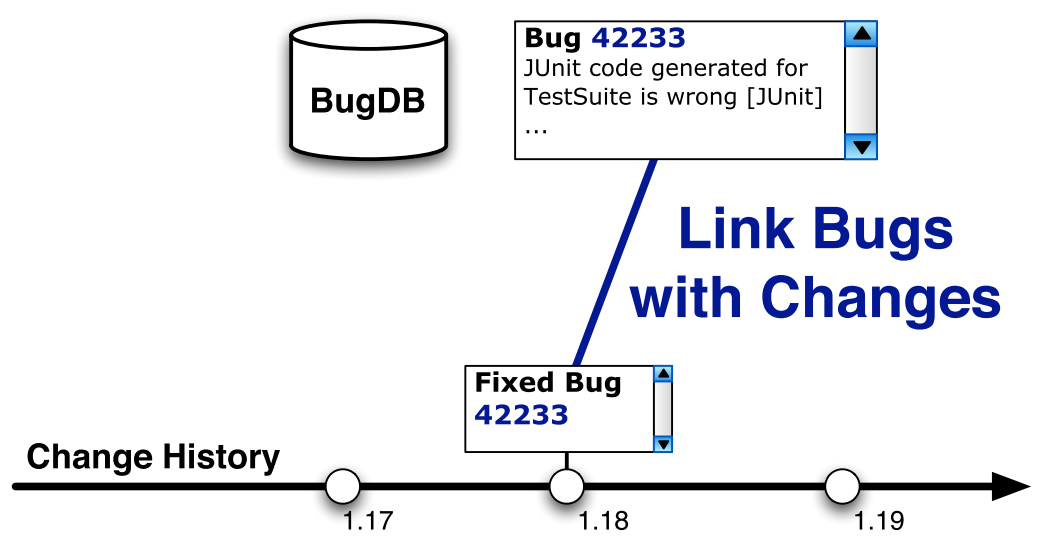 BugDB
Bug 42233
JUnit code generated for
TestSuite is wrong [JUnit]
...
Link Bugs
with Changes
Fixed Bug
42233
Change History
1.17
1.18
1.19